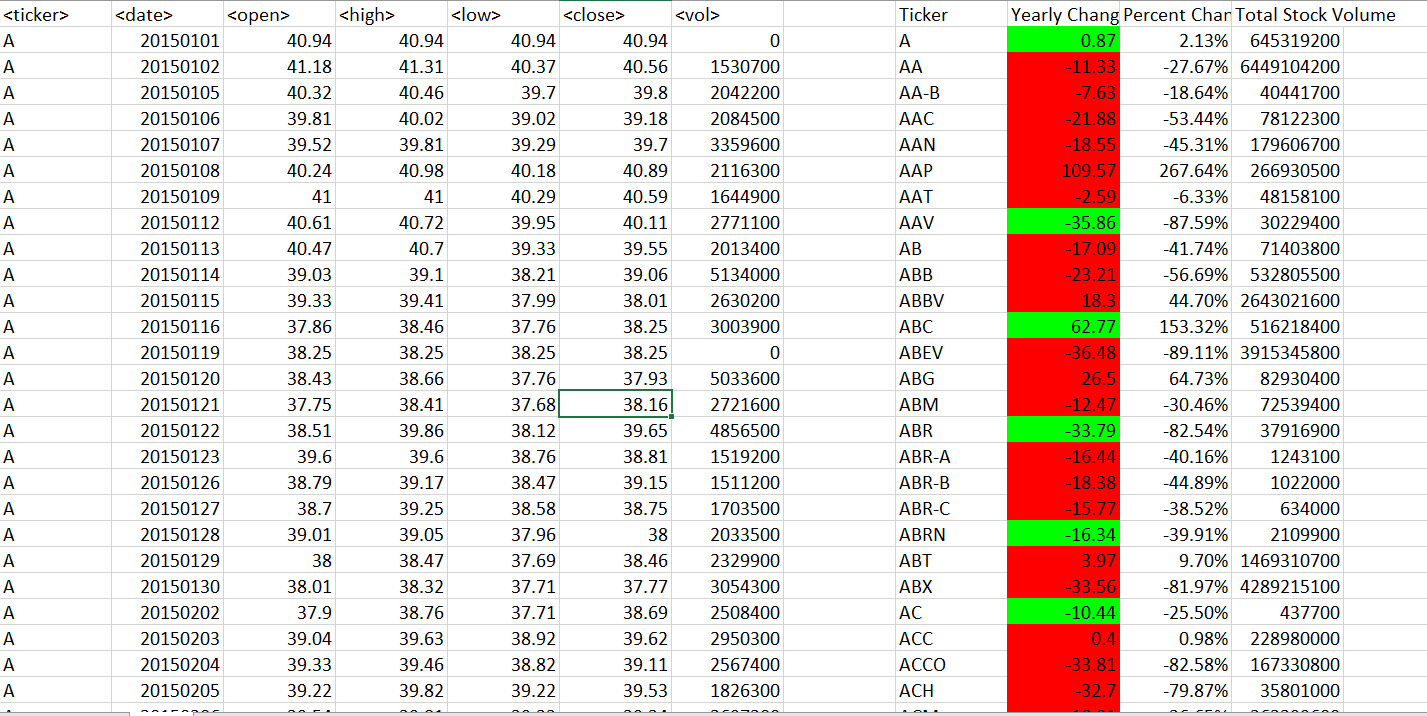 <ticker> <date> <open> <high> <low> <close> <vol> Ticker Yearly Chang Percent Chan Total Stock Volume
A 20150101 40.94 40.94 40.94 40.94 0 A 0.87 2.13% 645319200
A 20150102 41.18 41.31 40.37 40.56 1530700 AA -11.33 -27.67% 6449104200
A 20150105 40.32 40.46 39.7 39.8 2042200 AA-B -7.63 -18.64% 40441700
A 20150106 39.81 40.02 39.02 39.18 2084500 AAC -21.88 -53.44% 78122300
A 20150107 39.52 39.81 39.29 39.7 3359600 AAN -18.55 -45.31% 179606700
A 20150108 40.24 40.98 40.18 40.89 2116300 AAP 109.57 267.64% 266930500
A 20150109 41 41 40.29 40.59 1644900 AAT -2.59 -6.33% 48158100
A 20150112 40.61 40.72 39.95 40.11 2771100 AAV -35.86 -87.59% 30229400
A 20150113 40.47 40.7 39.33 39.55 2013400 AB -17.09 -41.74% 71403800
A 20150114 39.03 39.1 38.21 39.06 5134000 ABB -23.21 -56.69% 532805500
A 20150115 39.33 39.41 37.99 38.01 2630200 ABBV 18.3 44.70% 2643021600
A 20150116 37.86 38.46 37.76 38.25 3003900 ABC 62.77 153.32% 516218400
A 20150119 38.25 38.25 38.25 38.25 0 ABEV -36.48 -89.11% 3915345800
A 20150120 38.43 38.66 37.76 37.93 5033600 ABG 26.5 64.73% 82930400
A 20150121 37.75 38.41 37.68 38.16 2721600 ABM -12.47 -30.46% 72539400
A 20150122 38.51 39.86 38.12 39.65 4856500 ABR -33.79 -82.54% 37916900
A 20150123 39.6 39.6 38.76 38.81 1519200 ABR-A -16.44 -40.16% 1243100
A 20150126 38.79 39.17 38.47 39.15 1511200 ABR-B -18.38 -44.89% 1022000
A 20150127 38.7 39.25 38.58 38.75 1703500 ABR-C -15.77 -38.52% 634000
A 20150128 39.01 39.05 37.96 38 2033500 ABRN -16.34 -39.91% 2109900
A 20150129 38 38.47 37.69 38.46 2329900 ABT 3.97 9.70% 1469310700
A 20150130 38.01 38.32 37.71 37.77 3054300 ABX -33.56 -81.97% 4289215100
A 20150202 37.9 38.76 37.71 38.69 2508400 AC -10.44 -25.50% 437700
A 20150203 39.04 39.63 38.92 39.62 2950300 ACC 0.4 0.98% 228980000
A 20150204 39.33 39.46 38.82 39.11 2567400 ACCO -33.81 -82.58% 167330800
A 20150205 39.22 39.82 39.22 39.53 1826300 ACH -32.7 -79.87% 35801000